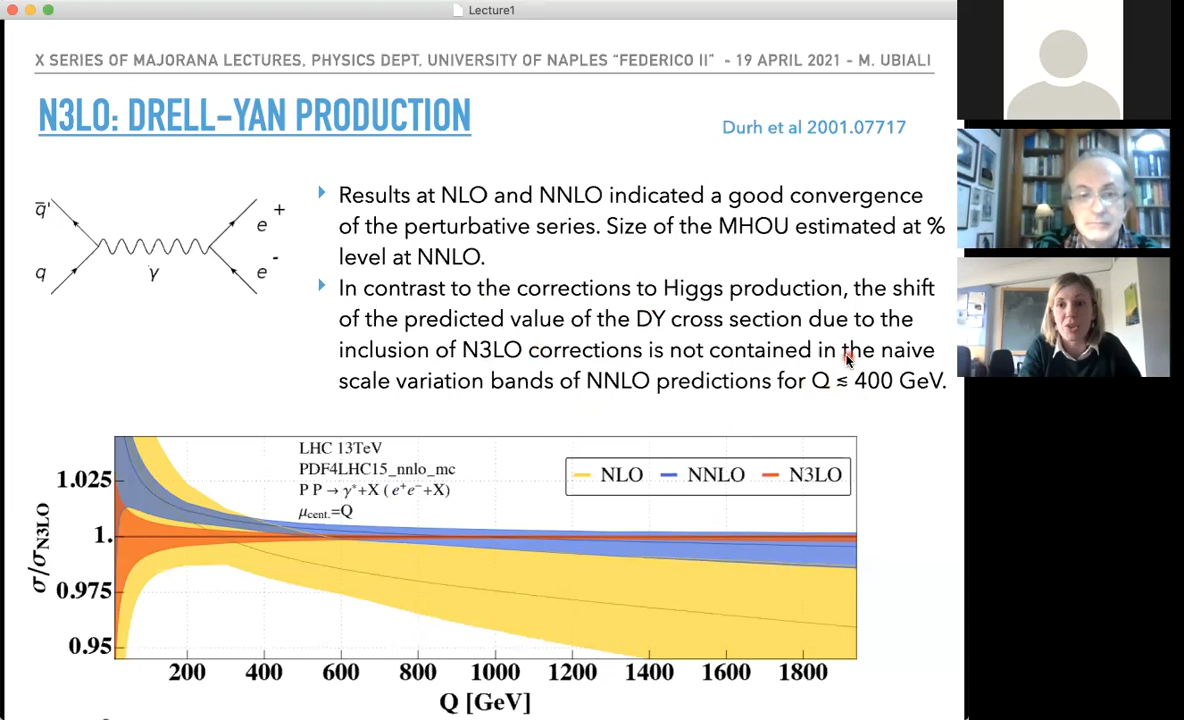 Lecture1
X SERIES OF MAJORANA LECTURES, PHYSICS DEPT, UNIVERSITY OF NAPLES "FEDERICO II" - 19 APRIL 2021 - M. UBIALI
N3LO: DRELL-YAN PRODUCTION
Durh et al 2001.07717
q̅'
e +
q
γ
e -
Results at NLO and NNLO indicated a good convergence
of the perturbative series. Size of the MHOU estimated at %
level at NNLO.
In contrast to the corrections to Higgs production, the shift
of the predicted value of the DY cross section due to the
inclusion of N3LO corrections is not contained in the naive
scale variation bands of NNLO predictions for Q ≲ 400 GeV.
LHC 13TeV
PDF4LHC15_nnlo_mc
P P → γ*+X ( e+e−+X)
μcent.=Q
NLO NNLO N3LO
1.025
1.
0.975
0.95
σ/σN3LO
200 400 600 800 1000 1200 1400 1600 1800
Q [GeV]